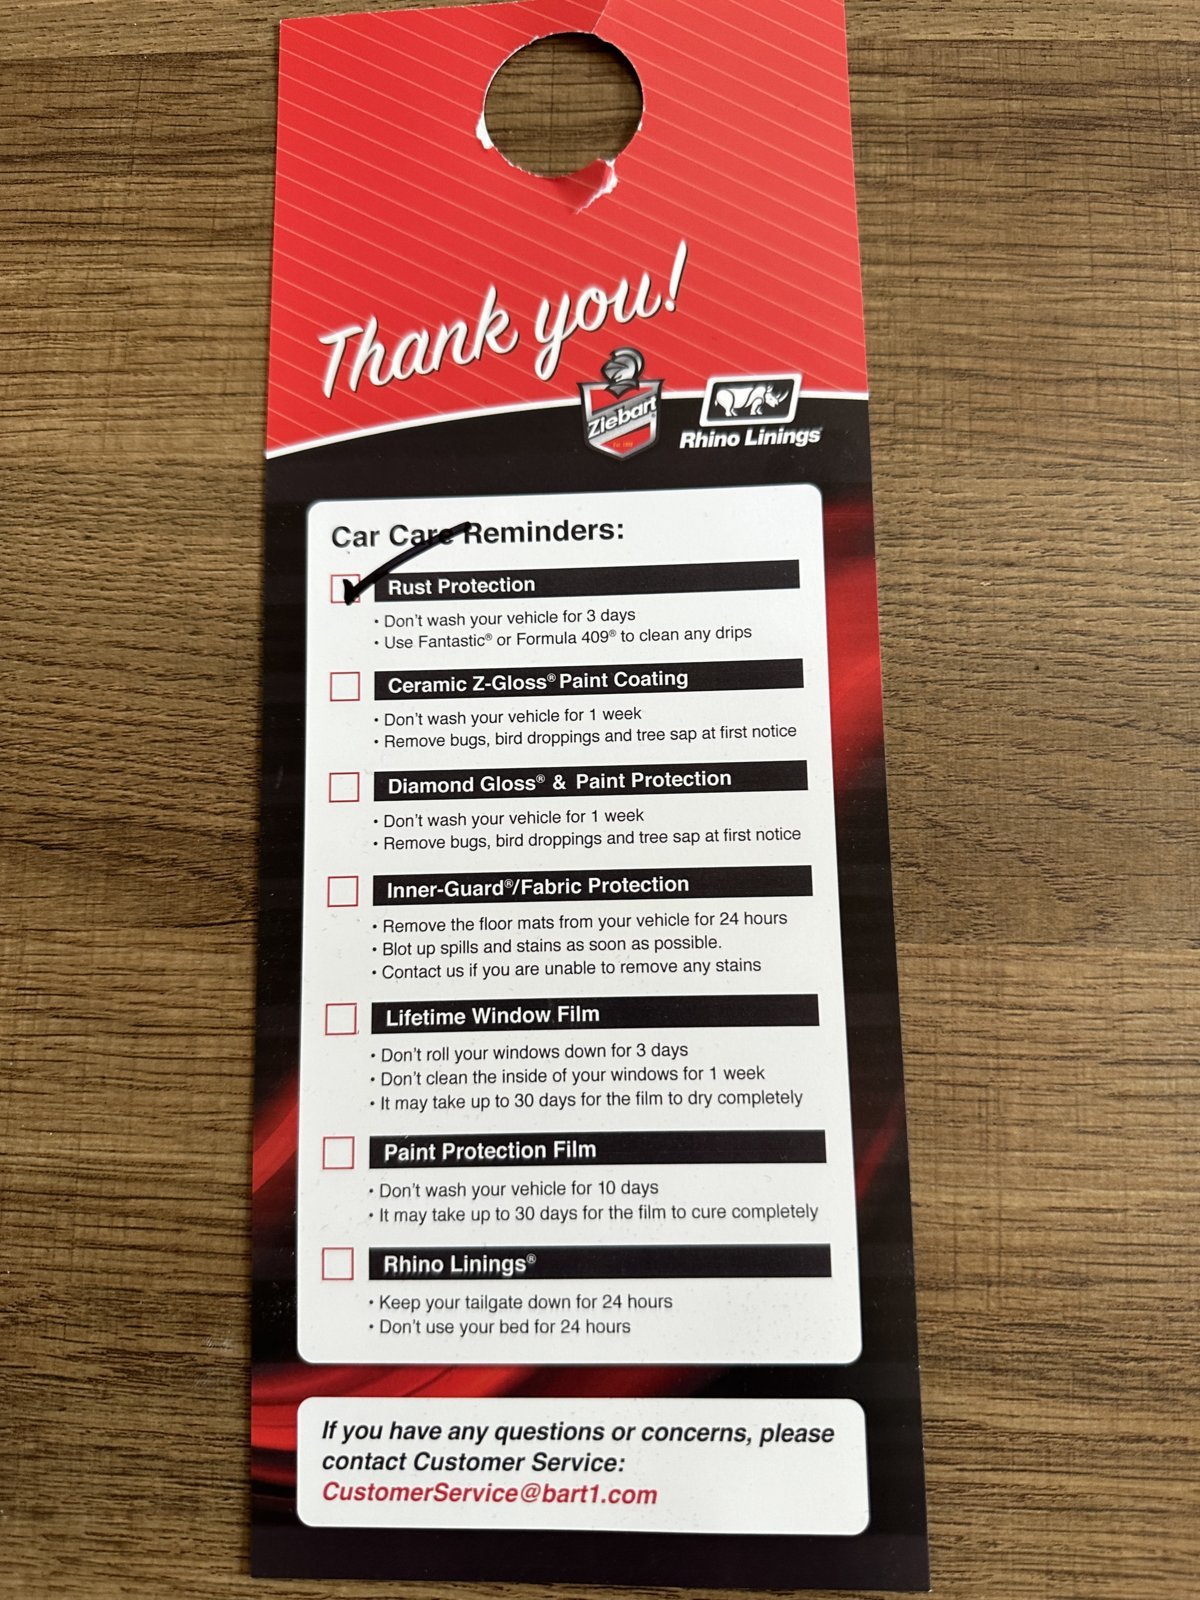 Thank you!
Ziebart
Rhino Linings®
Car Care Reminders:
Rust Protection
• Don't wash your vehicle for 3 days
• Use Fantastic® or Formula 409® to clean any drips
Ceramic Z-Gloss® Paint Coating
• Don't wash your vehicle for 1 week
• Remove bugs, bird droppings and tree sap at first notice
Diamond Gloss® & Paint Protection
• Don't wash your vehicle for 1 week
• Remove bugs, bird droppings and tree sap at first notice
Inner-Guard®/Fabric Protection
• Remove the floor mats from your vehicle for 24 hours
• Blot up spills and stains as soon as possible.
• Contact us if you are unable to remove any stains
Lifetime Window Film
• Don't roll your windows down for 3 days
• Don't clean the inside of your windows for 1 week
• It may take up to 30 days for the film to dry completely
Paint Protection Film
• Don't wash your vehicle for 10 days
• It may take up to 30 days for the film to cure completely
Rhino Linings®
• Keep your tailgate down for 24 hours
• Don't use your bed for 24 hours
If you have any questions or concerns, please
contact Customer Service:
CustomerService@bart1.com